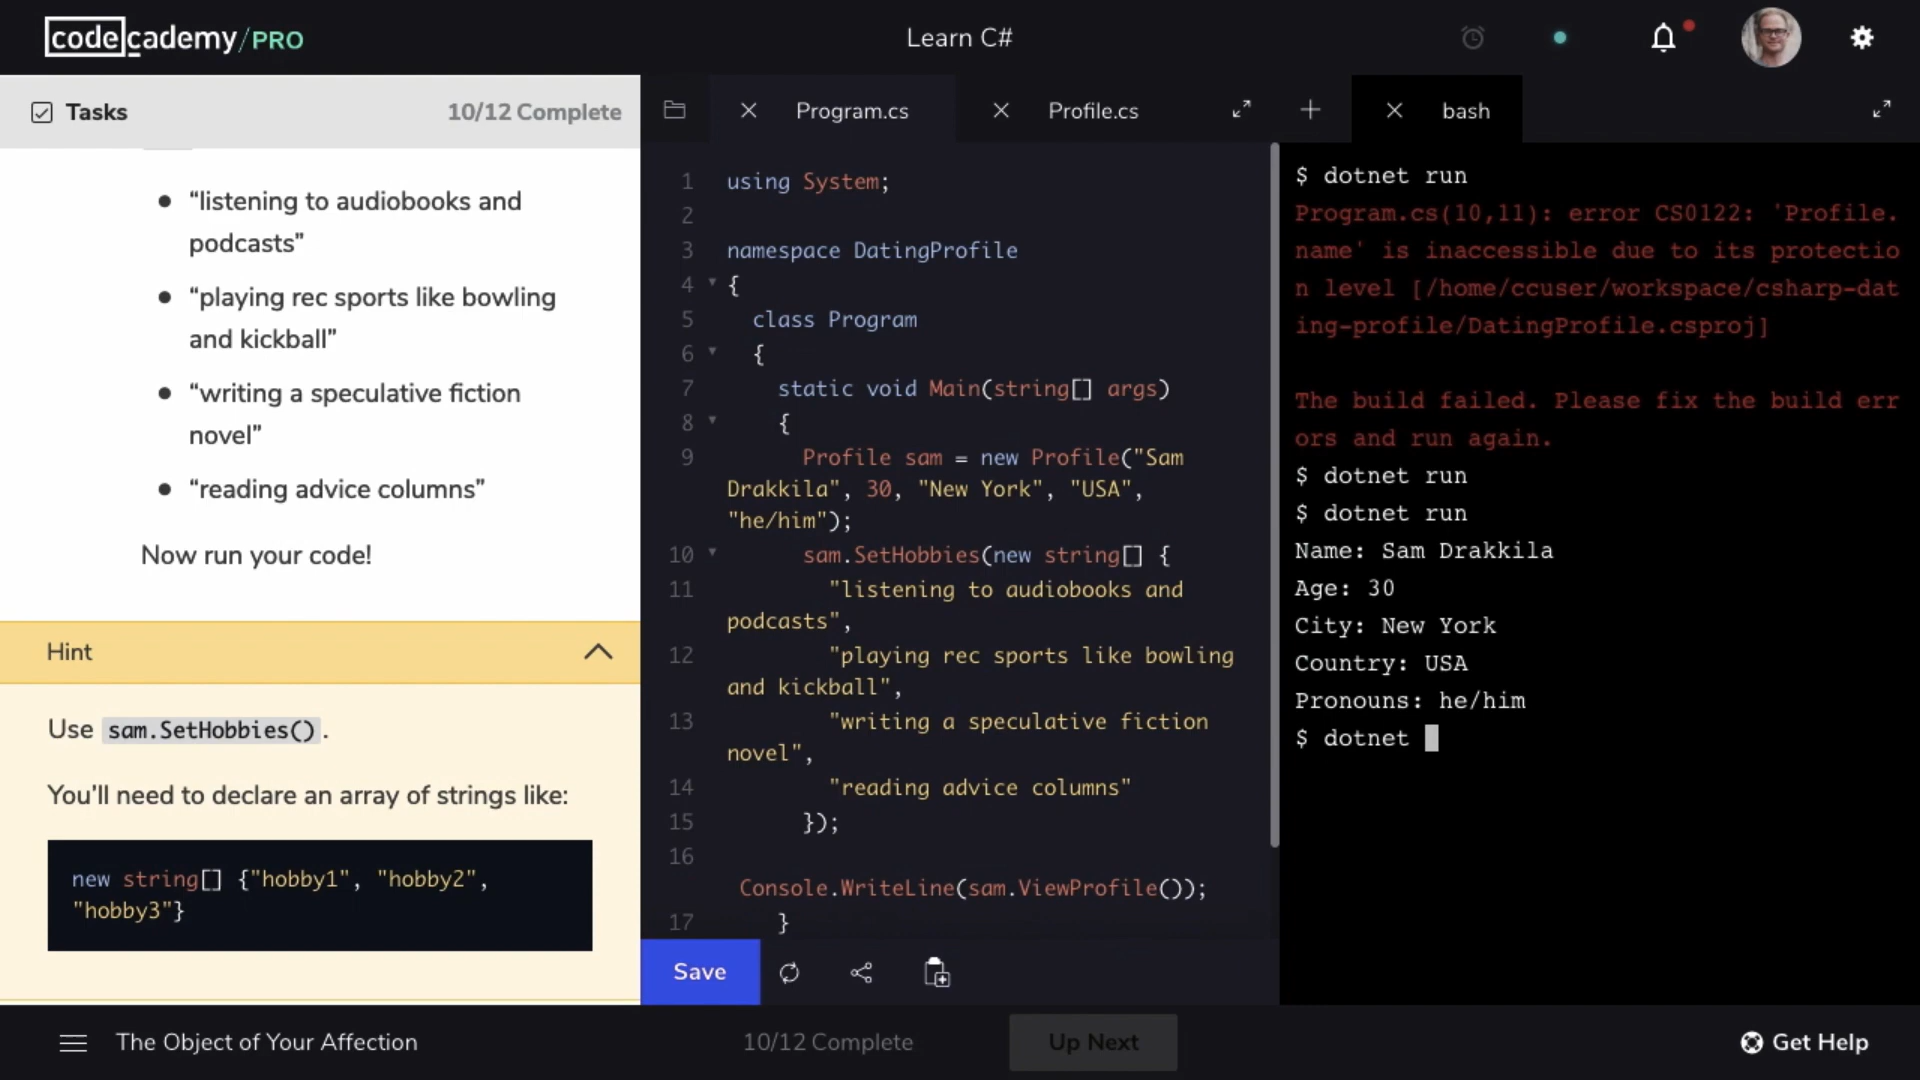 codecademy/PRO
Learn C#
Tasks
10/12 Complete
“listening to audiobooks and
podcasts”
“playing rec sports like bowling
and kickball”
“writing a speculative fiction
novel”
“reading advice columns”
Now run your code!
Hint
Use sam.SetHobbies().
You’ll need to declare an array of strings like:
new string[] {"hobby1", "hobby2",
"hobby3"}
Program.cs
Profile.cs
1 using System;
2
3 namespace DatingProfile
4 {
5 class Program
6 {
7 static void Main(string[] args)
8 {
9 Profile sam = new Profile("Sam
Drakkila", 30, "New York", "USA",
"he/him");
10 sam.SetHobbies(new string[] {
11 "listening to audiobooks and
podcasts",
12 "playing rec sports like bowling
and kickball",
13 "writing a speculative fiction
novel",
14 "reading advice columns"
15 });
16
Console.WriteLine(sam.ViewProfile());
17 }
Save
bash
$ dotnet run
Program.cs(10,11): error CS0122: 'Profile.
name' is inaccessible due to its protectio
n level [/home/ccuser/workspace/csharp-dat
ing-profile/DatingProfile.csproj]
The build failed. Please fix the build err
ors and run again.
$ dotnet run
$ dotnet run
Name: Sam Drakkila
Age: 30
City: New York
Country: USA
Pronouns: he/him
$ dotnet
The Object of Your Affection
10/12 Complete
Up Next
Get Help